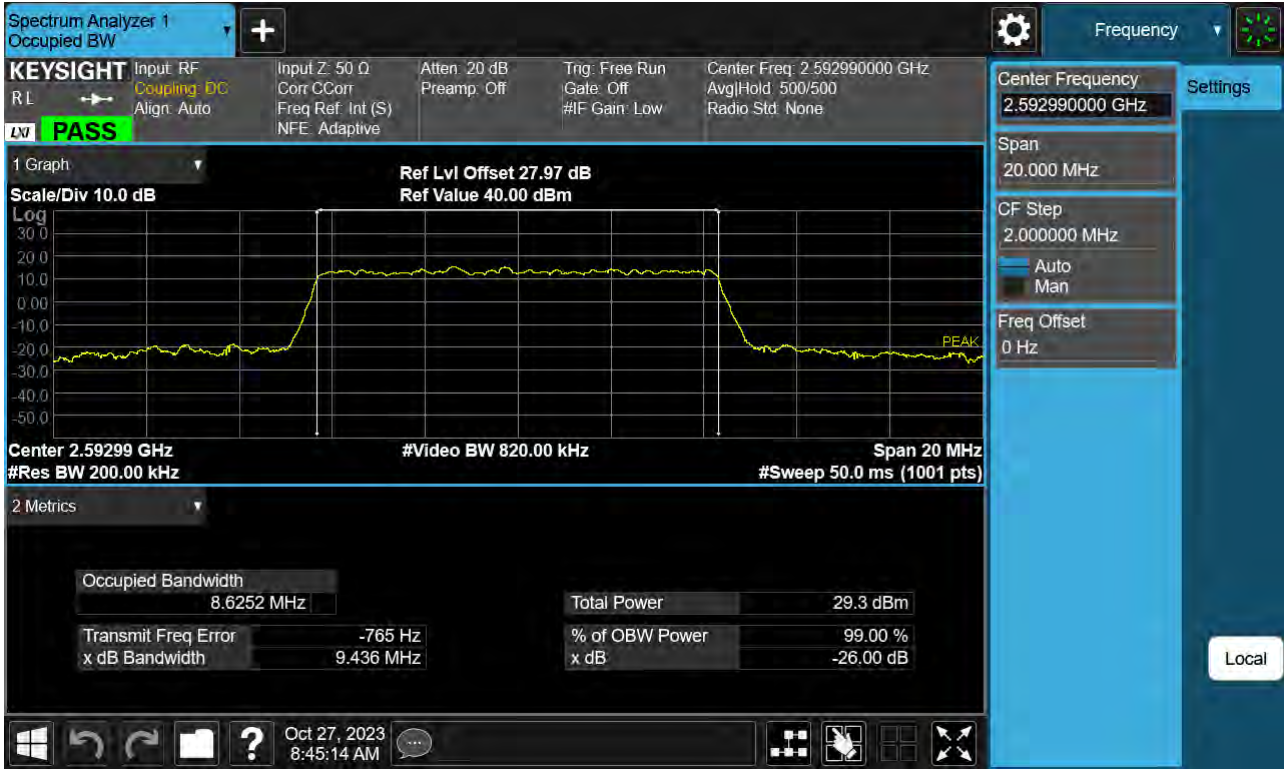 Spectrum Analyzer 1
Occupied BW
+
Frequency
KEYSIGHT
RL
LXI
PASS
Input: RF
Coupling: DC
Align: Auto
Input Z: 50 Ω
Corr CCorr
Freq Ref: Int (S)
NFE: Adaptive
Atten: 20 dB
Preamp: Off
Trig: Free Run
Gate: Off
#IF Gain: Low
Center Freq: 2.592990000 GHz
Avg|Hold: 500/500
Radio Std: None
Center Frequency
2.592990000 GHz
Settings
Span
20.000 MHz
CF Step
2.000000 MHz
Auto
Man
Freq Offset
0 Hz
Local
1 Graph
Scale/Div 10.0 dB
Ref Lvl Offset 27.97 dB
Ref Value 40.00 dBm
Log
30.0
20.0
10.0
0.00
-10.0
-20.0
-30.0
-40.0
-50.0
PEAK
Center 2.59299 GHz
#Video BW 820.00 kHz
Span 20 MHz
#Res BW 200.00 kHz
#Sweep 50.0 ms (1001 pts)
2 Metrics
Occupied Bandwidth
8.6252 MHz
Total Power 29.3 dBm
Transmit Freq Error -765 Hz
% of OBW Power 99.00 %
x dB Bandwidth 9.436 MHz
x dB -26.00 dB
?
Oct 27, 2023
8:45:14 AM